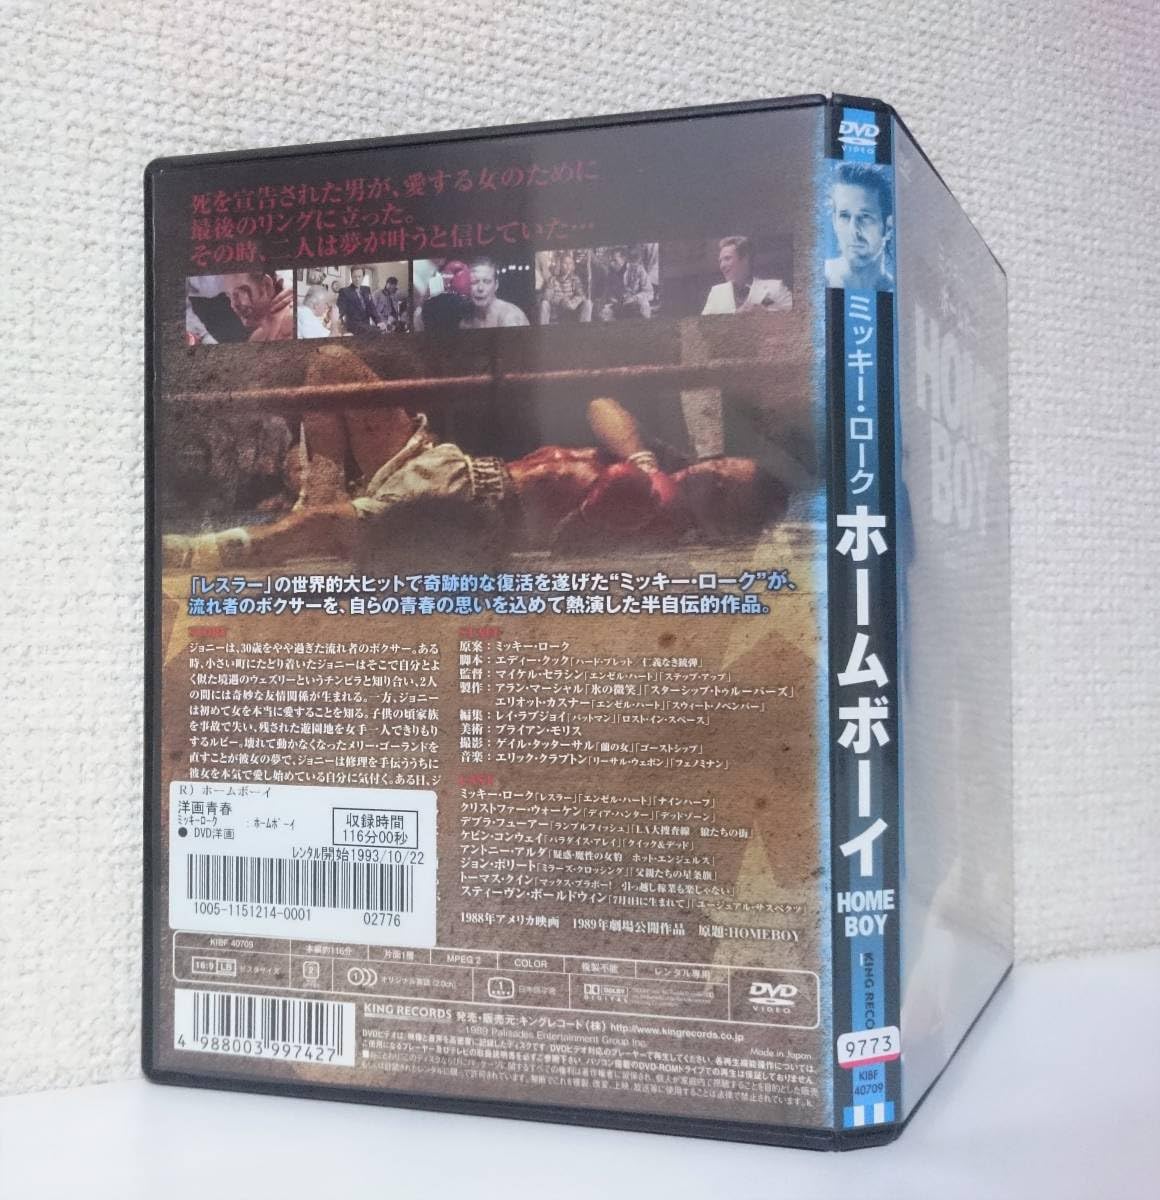 死を宣告された男が、愛する女のために
最後のリングに立った。
その時、二人は夢が叶うと信じていた…
「レスラー」の世界的大ヒットで奇跡的な復活を遂げた“ミッキー・ローク”が、
流れ者のボクサーを、自らの青春の思いを込めて熱演した半自伝的作品。
STORY
ジョニーは、30歳をやや過ぎた流れ者のボクサー。ある
時、小さい町にたどり着いたジョニーはそこで自分とよ
く似た境遇のウェズリーというチンピラと知り合い、2人
の間には奇妙な友情関係が生まれる。一方、ジョニー
は初めて女を本当に愛することを知る。子供の頃家族
を事故で失い、残された遊園地を女手一人できりもり
するルビー。壊れて動かなくなったメリー・ゴーランドを
直すことが彼女の夢で、ジョニーは修理を手伝ううちに
彼女を本気で愛し始めている自分に気付く。ある日、ジ
STAFF
原案：ミッキー・ローク
脚本：エディー・クック「ハード・ブレット 仁義なき銃弾」
監督：マイケル・セラシン「エンゼル・ハート」「ステップ・アップ」
製作：アラン・マーシャル「氷の微笑」「スターシップ・トゥルーパーズ」
エリオット・カスナー「エンゼル・ハート」「スウィート・ノベンバー」
編集：レイ・ラブジョイ「バットマン」「ロスト・イン・スペース」
美術：ブライアン・モリス
撮影：ゲイル・タッターサル「蘭の女」「ゴーストシップ」
音楽：エリック・クラプトン「リーサル・ウェポン」「フェノミナン」
CAST
ミッキー・ローク「レスラー」「エンゼル・ハート」「ナインハーフ」
クリストファー・ウォーケン「ディア・ハンター」「デッドゾーン」
デブラ・フューアー「ランブルフィッシュ」「L.A.大捜査線 狼たちの街」
ケビン・コンウェイ「パラダイス・アレイ」「クイック&デッド」
アントニー・アルダ「疑惑・魔性の女豹 ホット・エンジェルス」
ジョン・ポリート「ミラーズ・クロッシング」「父親たちの星条旗」
トーマス・クイン「マックス・ブラボー！ 引っ越し稼業も楽じゃない」
スティーヴン・ボールドウィン「7月4日に生まれて」「ユージュアル・サスペクツ」
1988年アメリカ映画 1989年劇場公開作品 原題：HOMEBOY
R) ホームボーイ
洋画青春
ミッキーローク :ホームボーイ
● DVD洋画
収録時間
116分00秒
レンタル開始1993/10/22
1005-1151214-0001 02776
KIBF 40709 本編約116分 片面1層 MPEG 2 COLOR 複製不能 レンタル専用
16:9 LB ビスタサイズ 2 1 オリジナル英語(2.0ch) 1 日本語字幕 DOLBY DIGITAL DVD VIDEO
KING RECORDS 発売・販売元:キングレコード(株) http://www.kingrecords.co.jp
1989 Palisades Entertainment Group Inc.
Made in Japan
4 988003 997427
DVD VIDEO
ミッキー・ローク
ホームボーイ
HOME
BOY
KING RECO
9773
KIBF
40709
HOME
BOY